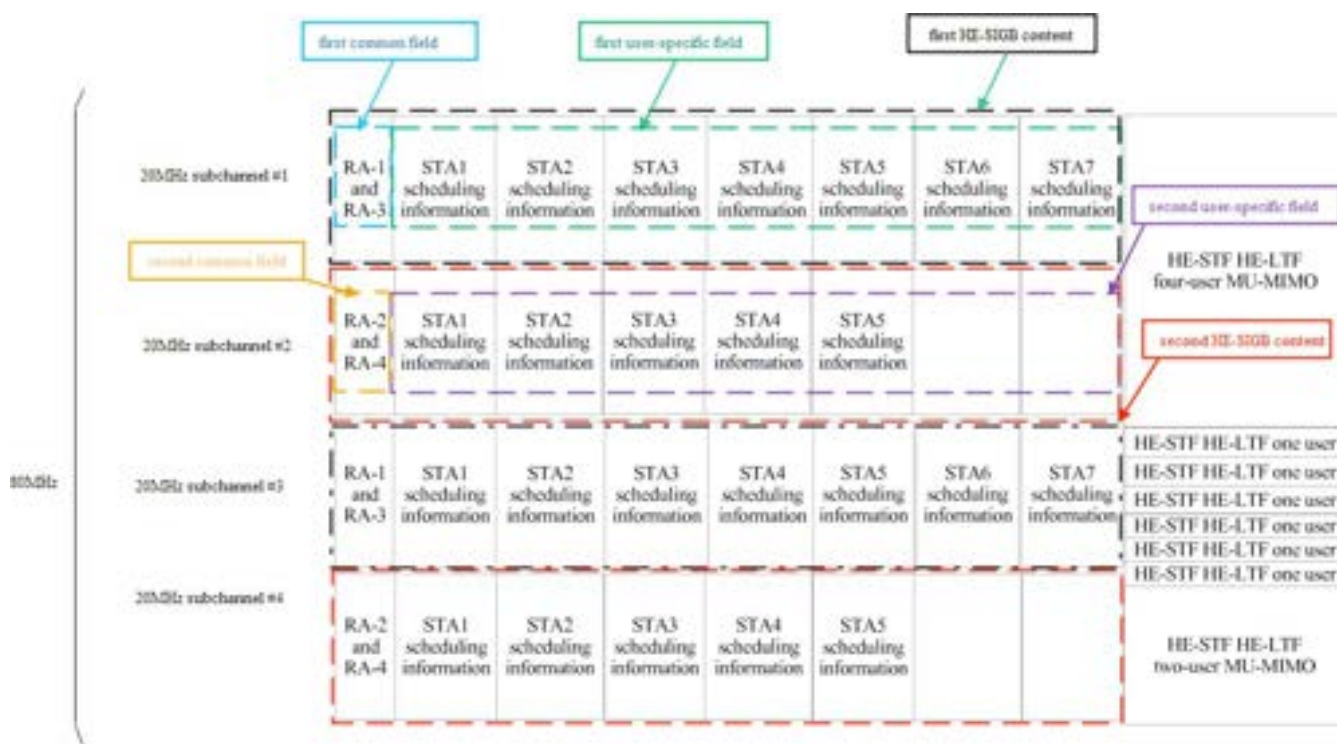 first common field
first user-specific field
first HE-SIGB content
20MHz subchannel #1
RA-1
and
RA-3
STA1
scheduling
information
STA2
scheduling
information
STA3
scheduling
information
STA4
scheduling
information
STA5
scheduling
information
STA6
scheduling
information
STA7
scheduling
information
second user-specific field
second common field
HE-STF HE-LTF
four-user MU-MIMO
20MHz subchannel #2
RA-2
and
RA-4
STA1
scheduling
information
STA2
scheduling
information
STA3
scheduling
information
STA4
scheduling
information
STA5
scheduling
information
second HE-SIGB content
80MHz
20MHz subchannel #3
RA-1
and
RA-3
STA1
scheduling
information
STA2
scheduling
information
STA3
scheduling
information
STA4
scheduling
information
STA5
scheduling
information
STA6
scheduling
information
STA7
scheduling
information
HE-STF HE-LTF one user
HE-STF HE-LTF one user
HE-STF HE-LTF one user
HE-STF HE-LTF one user
HE-STF HE-LTF one user
HE-STF HE-LTF one user
20MHz subchannel #4
RA-2
and
RA-4
STA1
scheduling
information
STA2
scheduling
information
STA3
scheduling
information
STA4
scheduling
information
STA5
scheduling
information
HE-STF HE-LTF
two-user MU-MIMO